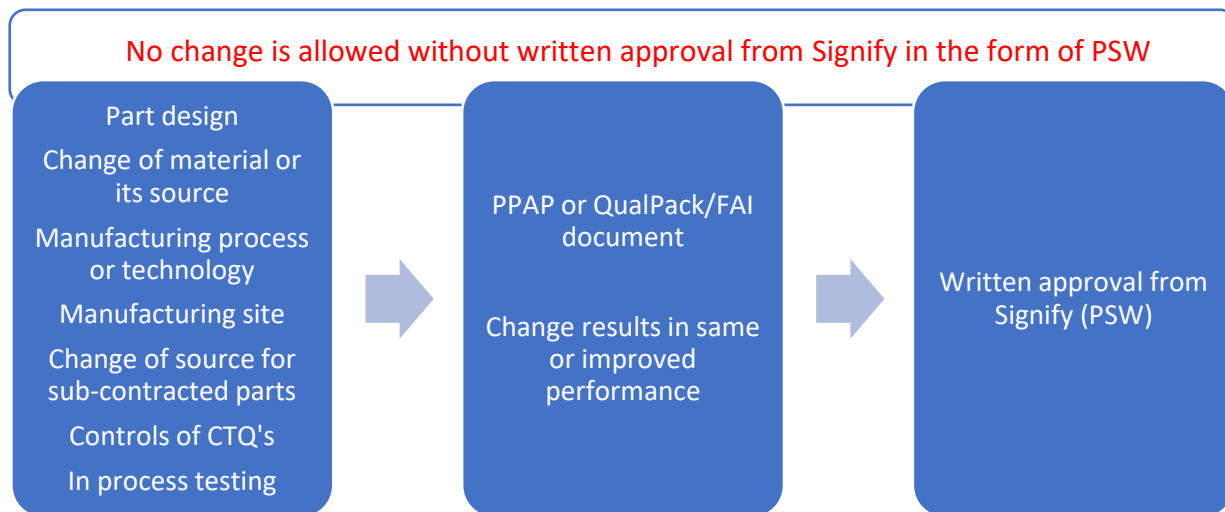 No change is allowed without written approval from Signify in the form of PSW
Part design
Change of material or
its source
Manufacturing process
or technology
Manufacturing site
Change of source for
sub-contracted parts
Controls of CTQ's
In process testing
PPAP or QualPack/FAI
document
Change results in same
or improved
performance
Written approval from
Signify (PSW)